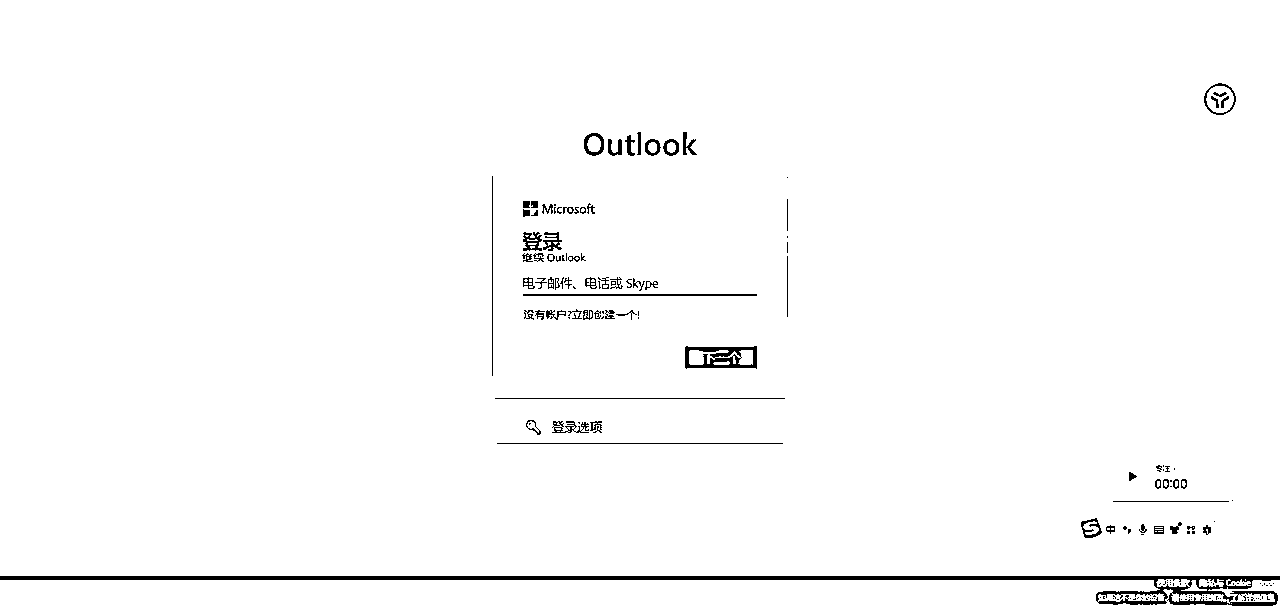 Outlook
Microsoft
登录
继续 Outlook
电子邮件、电话或 Skype
没有帐户?立即创建一个!
下一个
登录选项
专注
00:00
中
使用条款 隐私与 Cookie